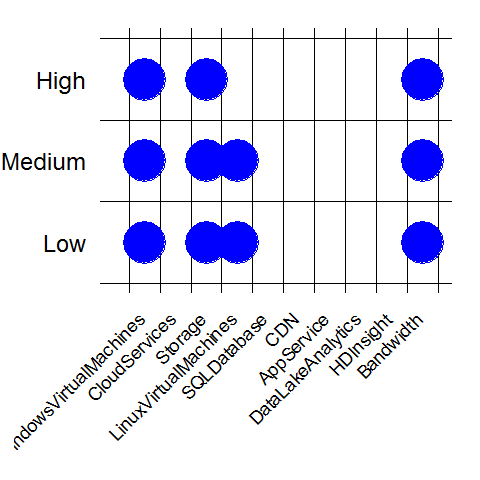 High
Medium
Low
ndowsVirtualMachines
CloudServices
Storage
LinuxVirtualMachines
SQLDatabase
CDN
AppService
DataLakeAnalytics
HDInsight
Bandwidth